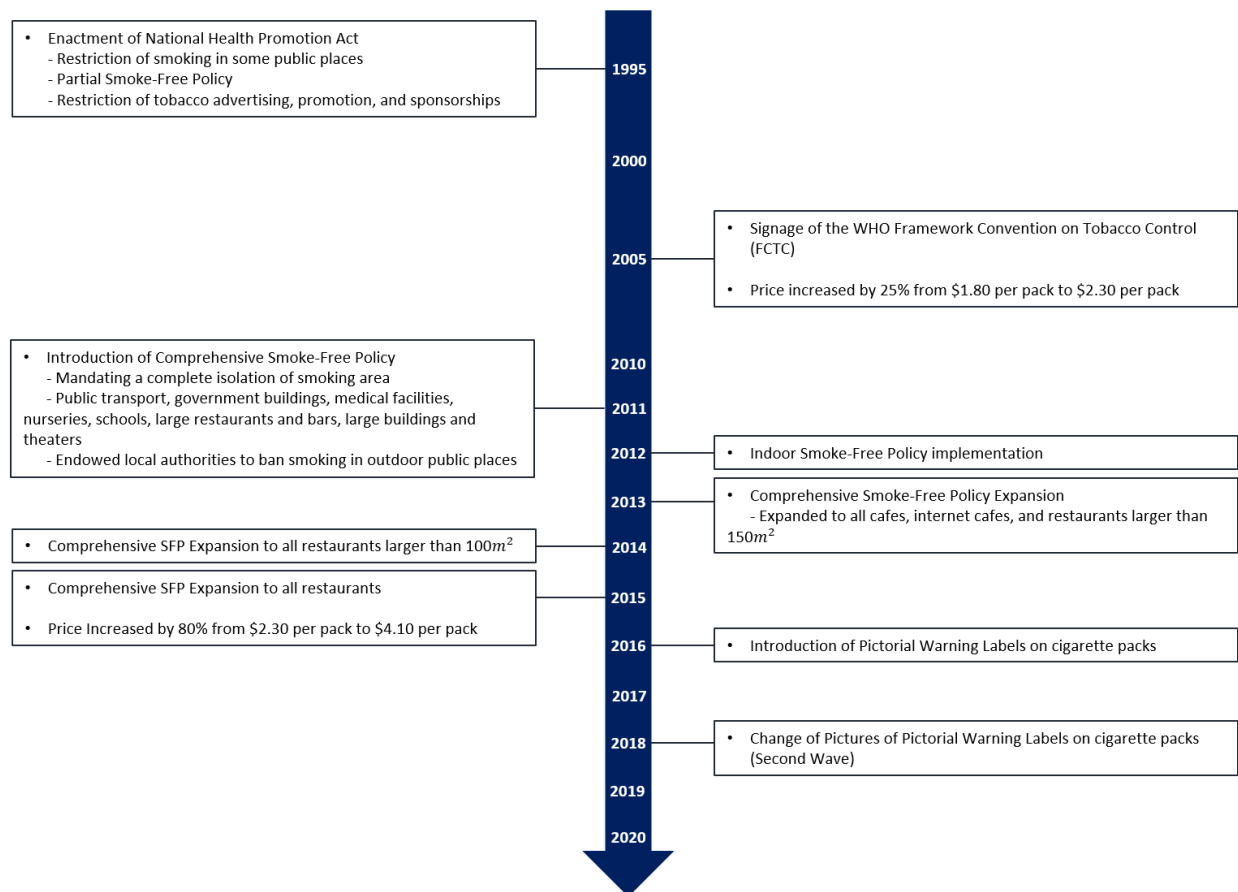 • Enactment of National Health Promotion Act
- Restriction of smoking in some public places
- Partial Smoke-Free Policy
- Restriction of tobacco advertising, promotion, and sponsorships
1995
2000
• Signage of the WHO Framework Convention on Tobacco Control
(FCTC)
• Price increased by 25% from $1.80 per pack to $2.30 per pack
2005
2010
• Introduction of Comprehensive Smoke-Free Policy
- Mandating a complete isolation of smoking area
- Public transport, government buildings, medical facilities,
nurseries, schools, large restaurants and bars, large buildings and
theaters
- Endowed local authorities to ban smoking in outdoor public places
2011
2012
• Indoor Smoke-Free Policy implementation
2013
• Comprehensive Smoke-Free Policy Expansion
- Expanded to all cafes, internet cafes, and restaurants larger than
150m²
• Comprehensive SFP Expansion to all restaurants larger than 100m²
2014
• Comprehensive SFP Expansion to all restaurants
• Price Increased by 80% from $2.30 per pack to $4.10 per pack
2015
2016
• Introduction of Pictorial Warning Labels on cigarette packs
2017
2018
• Change of Pictures of Pictorial Warning Labels on cigarette packs
(Second Wave)
2019
2020